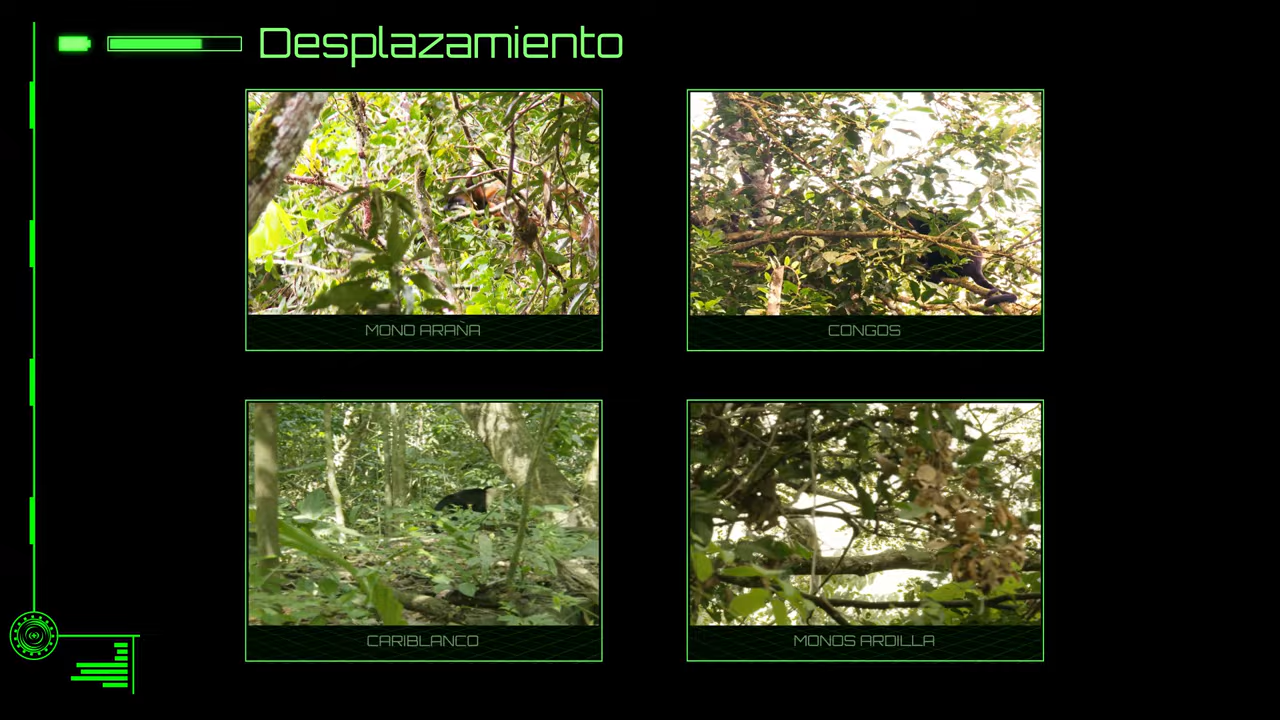 Desplazamiento
MONO ARAÑA
CONGOS
CARIBLANCO
MONOS ARDILLA